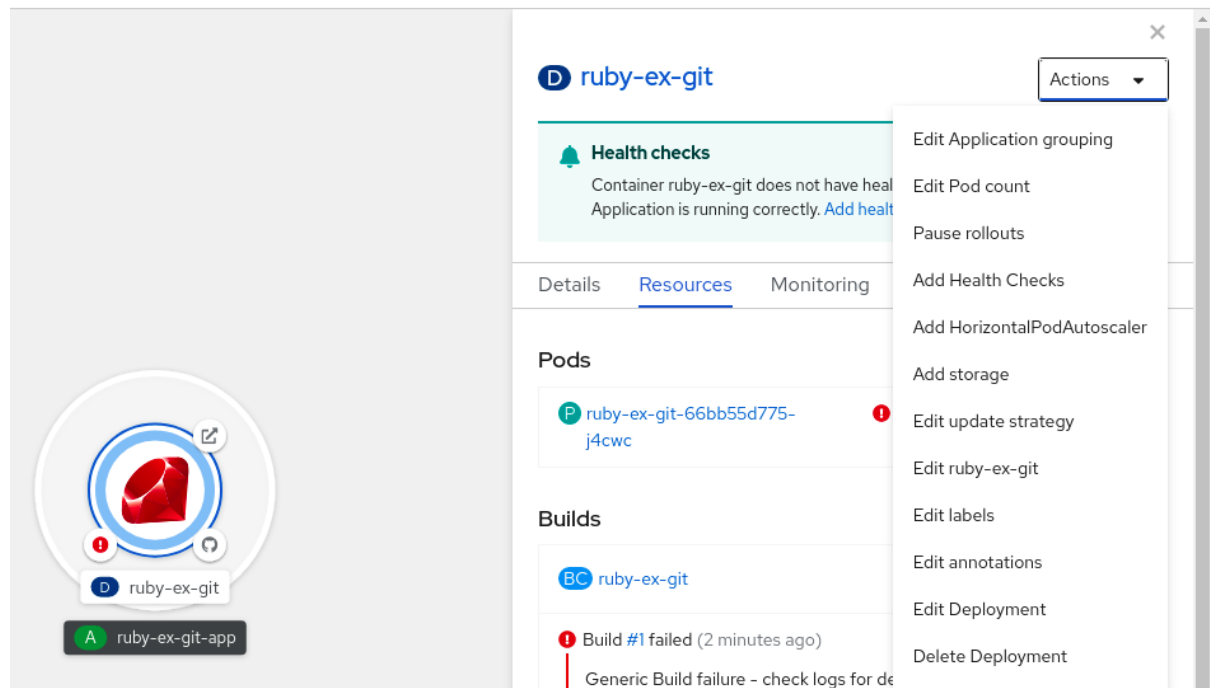 D ruby-ex-git
Actions
Health checks
Container ruby-ex-git does not have
Application is running correctly. Add
Edit Application grouping
Edit Pod count
Pause rollouts
Add Health Checks
Add HorizontalPodAutoscaler
Add storage
Edit update strategy
Edit ruby-ex-git
Edit labels
Edit annotations
Edit Deployment
Delete Deployment
Details Resources Monitoring
Pods
P ruby-ex-git-66bb55d775-
j4cwc
Builds
BC ruby-ex-git
Build #1 failed (2 minutes ago)
Generic Build failure - check logs for
D ruby-ex-git
A ruby-ex-git-app